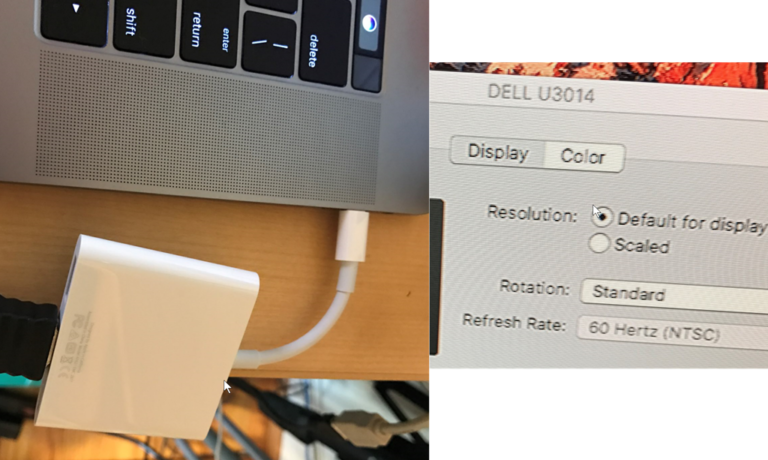 shift
return
enter
delete
DELL U3014
Display
Color
Resolution:
Default for display
Scaled
Rotation:
Standard
Refresh Rate:
60 Hertz (NTSC)